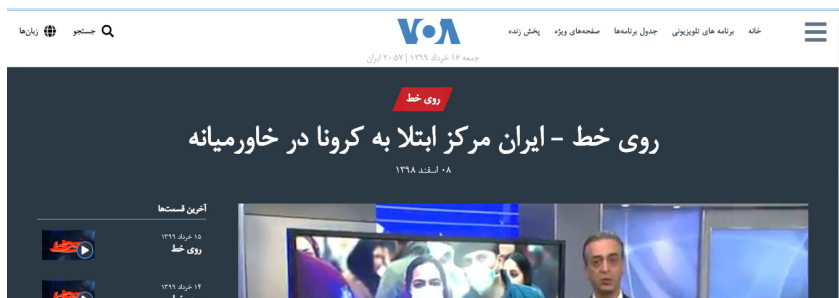 خانه برنامه های تلویزیونی جدول برنامه‌ها صفحه‌های ویژه پخش زنده
VOA
جستجو زبان‌ها
جمعه ۱۶ خرداد ۱۳۹۹ | ۲۰:۵۷ ایران
روی خط
روی خط - ایران مرکز ابتلا به کرونا در خاورمیانه
۰۸ اسفند ۱۳۹۸
آخرین قسمت‌ها
۱۵ خرداد ۱۳۹۹
روی خط
۱۴ خرداد ۱۳۹۹